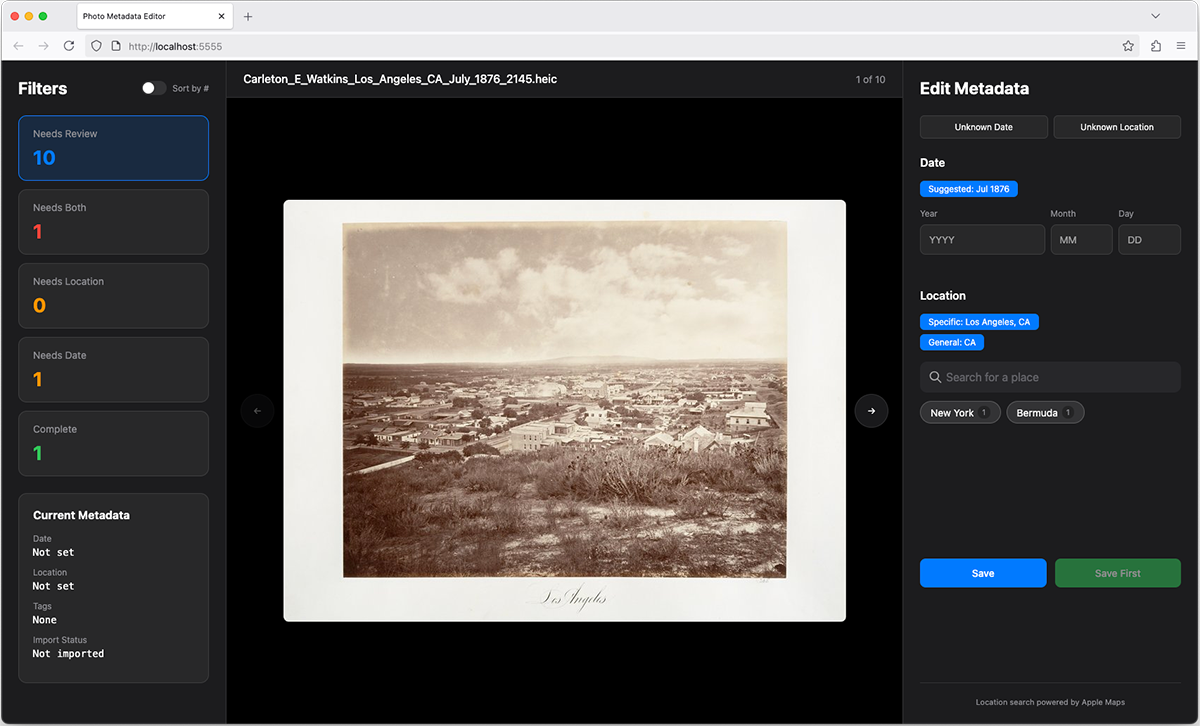 Photo Metadata Editor
http://localhost:5555
Filters
Sort by #
Needs Review
10
Needs Both
1
Needs Location
0
Needs Date
1
Complete
1
Current Metadata
Date
Not set
Location
Not set
Tags
None
Import Status
Not imported
Carleton_E_Watkins_Los_Angeles_CA_July_1876_2145.heic
1 of 10
Los Angeles
Edit Metadata
Unknown Date Unknown Location
Date
Suggested: Jul 1876
Year Month Day
YYYY MM DD
Location
Specific: Los Angeles, CA
General: CA
Search for a place
New York 1 Bermuda 1
Save Save First
Location search powered by Apple Maps